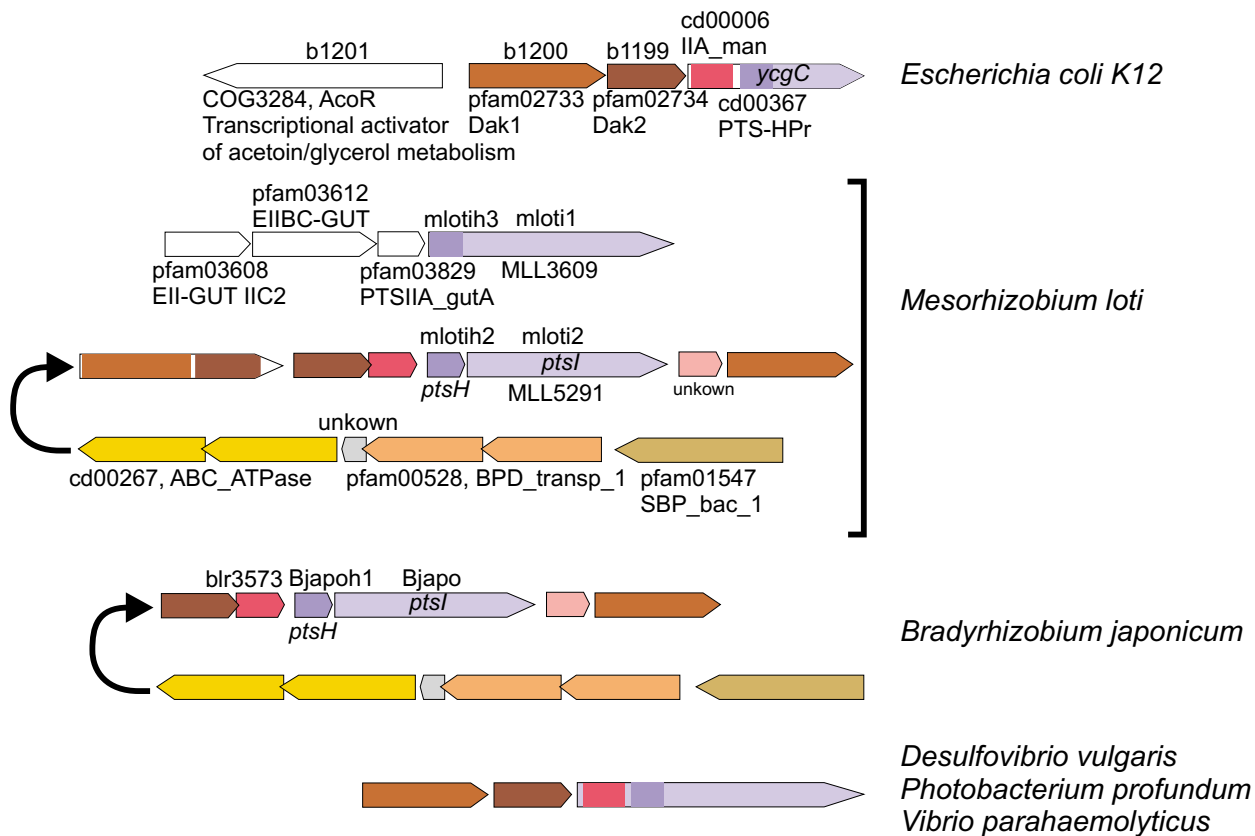 cd00006
b1201 b1200 b1199 IIA_man
ycgC
Escherichia coli K12
COG3284, AcoR pfam02733 pfam02734 cd00367
Transcriptional activator Dak1 Dak2 PTS-HPr
of acetoin/glycerol metabolism
pfam03612
EIIBC-GUT mlotih3 mloti1
pfam03608 pfam03829 MLL3609
EII-GUT IIC2 PTSIIA_gutA
Mesorhizobium loti
mlotih2 mloti2
ptsI
ptsH MLL5291 unkown
unkown
cd00267, ABC_ATPase pfam00528, BPD_transp_1 pfam01547
SBP_bac_1
blr3573 Bjapoh1 Bjapo
ptsI
ptsH
Bradyrhizobium japonicum
Desulfovibrio vulgaris
Photobacterium profundum
Vibrio parahaemolyticus